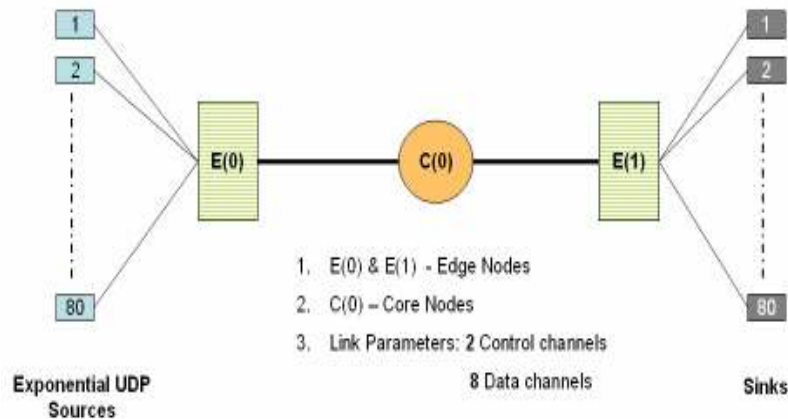 1
1
2
2
E(0)
C(0)
E(1)
1. E(0) & E(1) - Edge Nodes
2. C(0) – Core Nodes
80
80
3. Link Parameters: 2 Control channels
8 Data channels
Exponential UDP
Sources
Sinks